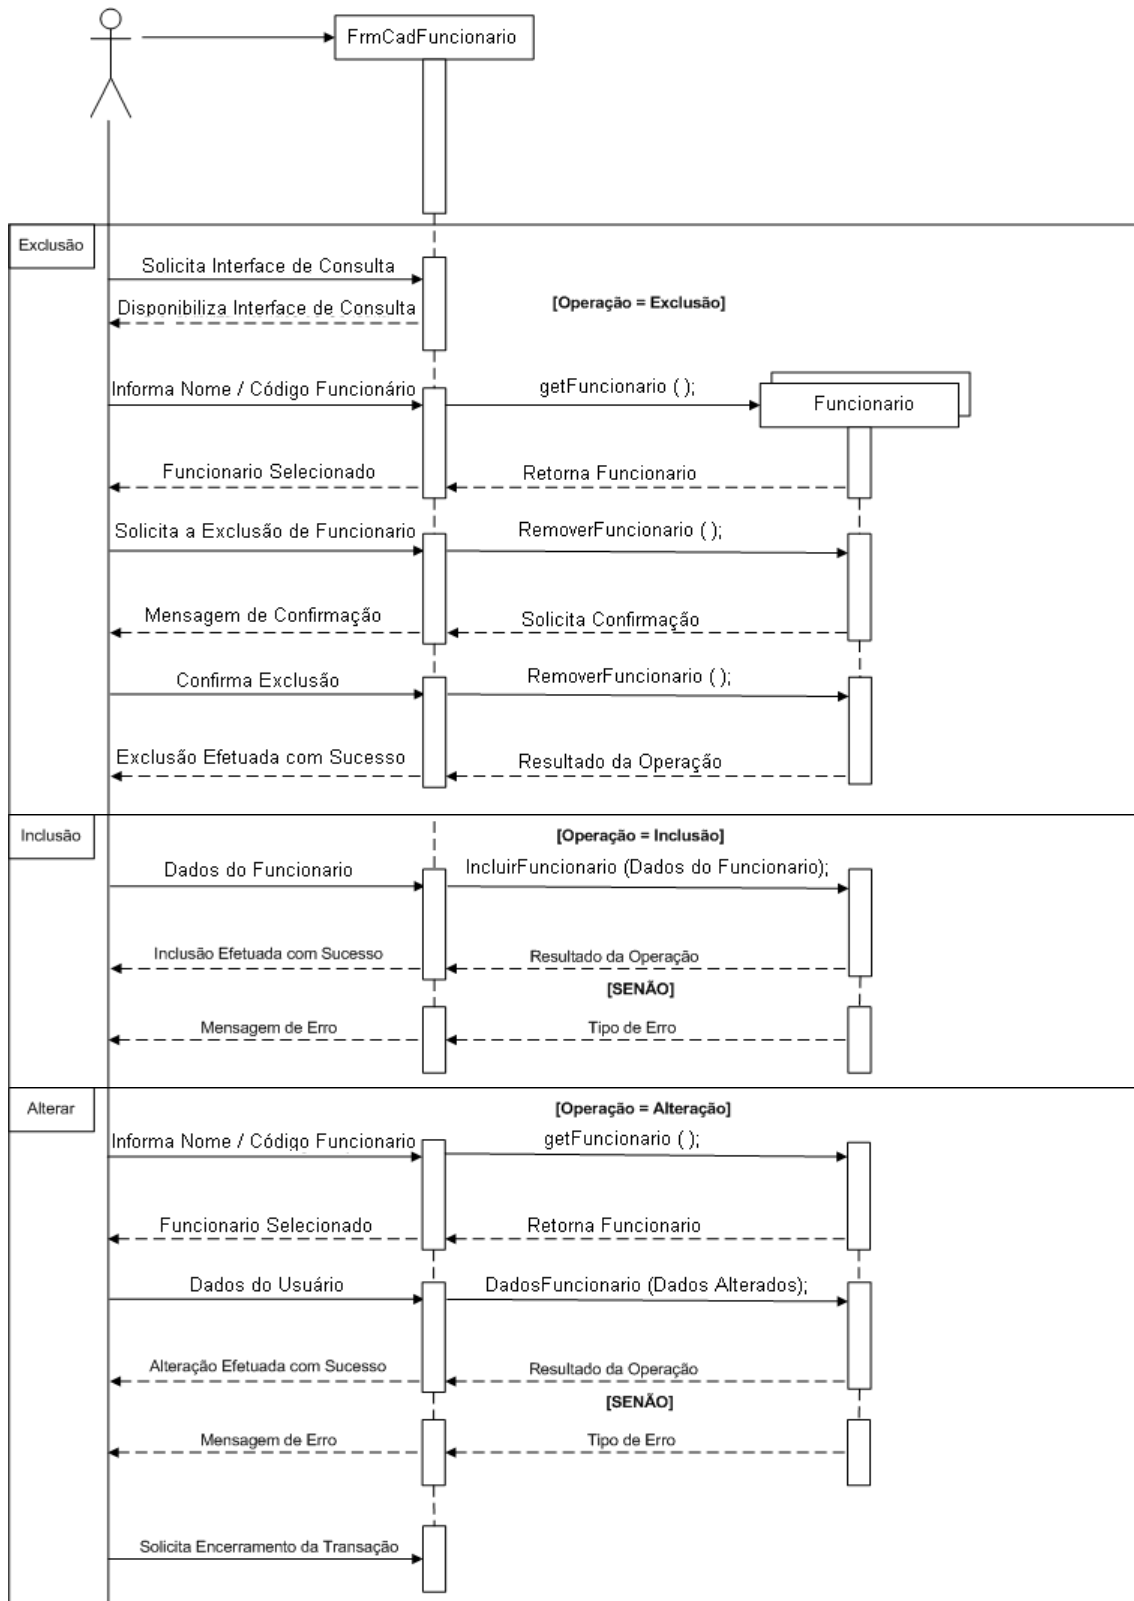 FrmCadFuncionario
Exclusão
Solicita Interface de Consulta
[Operação = Exclusão]
Disponibiliza Interface de Consulta
Informa Nome / Código Funcionário
getFuncionario ( );
Funcionario
Funcionario Selecionado
Retorna Funcionario
Solicita a Exclusão de Funcionario
RemoverFuncionario ( );
Mensagem de Confirmação
Solicita Confirmação
Confirma Exclusão
RemoverFuncionario ( );
Exclusão Efetuada com Sucesso
Resultado da Operação
Inclusão
[Operação = Inclusão]
Dados do Funcionario
IncluirFuncionario (Dados do Funcionario);
Inclusão Efetuada com Sucesso
Resultado da Operação
[SENÃO]
Mensagem de Erro
Tipo de Erro
Alterar
[Operação = Alteração]
Informa Nome / Código Funcionario
getFuncionario ( );
Funcionario Selecionado
Retorna Funcionario
Dados do Usuário
DadosFuncionario (Dados Alterados);
Alteração Efetuada com Sucesso
Resultado da Operação
[SENÃO]
Mensagem de Erro
Tipo de Erro
Solicita Encerramento da Transação